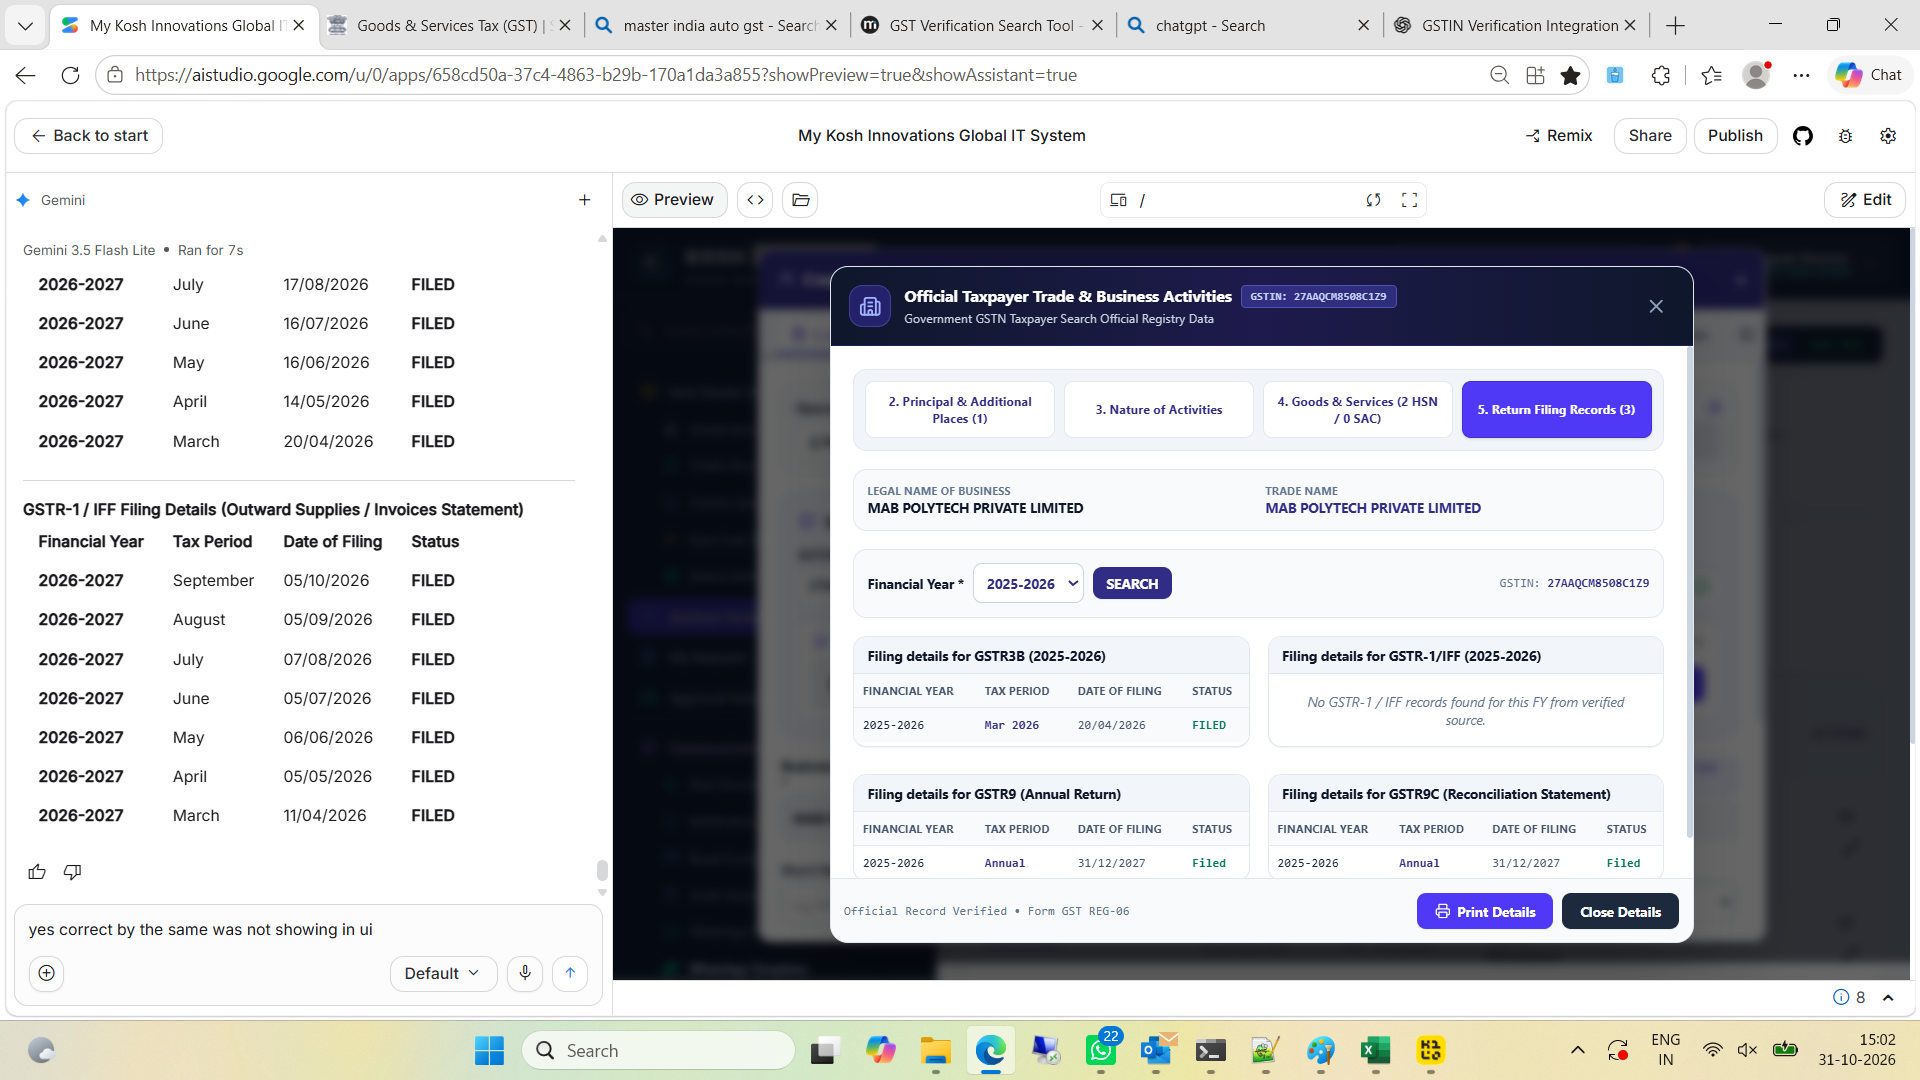 My Kosh Innovations Global IT
Goods & Services Tax (GST) |
master india auto gst - Search
GST Verification Search Tool -
chatgpt - Search
GSTIN Verification Integration
https://aistudio.google.com/u/0/apps/658cd50a-37c4-4863-b29b-170a1da3a855?showPreview=true&showAssistant=true
Chat
Back to start
My Kosh Innovations Global IT System
Remix
Share
Publish
Gemini
Preview
/
Edit
Gemini 3.5 Flash Lite • Ran for 7s
2026-2027 July 17/08/2026 FILED
2026-2027 June 16/07/2026 FILED
2026-2027 May 16/06/2026 FILED
2026-2027 April 14/05/2026 FILED
2026-2027 March 20/04/2026 FILED
GSTR-1 / IFF Filing Details (Outward Supplies / Invoices Statement)
Financial Year Tax Period Date of Filing Status
2026-2027 September 05/10/2026 FILED
2026-2027 August 05/09/2026 FILED
2026-2027 July 07/08/2026 FILED
2026-2027 June 05/07/2026 FILED
2026-2027 May 06/06/2026 FILED
2026-2027 April 05/05/2026 FILED
2026-2027 March 11/04/2026 FILED
yes correct by the same was not showing in ui
Default
Official Taxpayer Trade & Business Activities
GSTIN: 27AAQCM8508C1Z9
Government GSTN Taxpayer Search Official Registry Data
2. Principal & Additional
Places (1)
3. Nature of Activities
4. Goods & Services (2 HSN
/ 0 SAC)
5. Return Filing Records (3)
LEGAL NAME OF BUSINESS
MAB POLYTECH PRIVATE LIMITED
TRADE NAME
MAB POLYTECH PRIVATE LIMITED
Financial Year * 2025-2026 SEARCH
GSTIN: 27AAQCM8508C1Z9
Filing details for GSTR3B (2025-2026)
FINANCIAL YEAR TAX PERIOD DATE OF FILING STATUS
2025-2026 Mar 2026 20/04/2026 FILED
Filing details for GSTR-1/IFF (2025-2026)
No GSTR-1 / IFF records found for this FY from verified
source.
Filing details for GSTR9 (Annual Return)
FINANCIAL YEAR TAX PERIOD DATE OF FILING STATUS
2025-2026 Annual 31/12/2027 Filed
Filing details for GSTR9C (Reconciliation Statement)
FINANCIAL YEAR TAX PERIOD DATE OF FILING STATUS
2025-2026 Annual 31/12/2027 Filed
Official Record Verified • Form GST REG-06
Print Details
Close Details
8
Search
22
ENG
IN
15:02
31-10-2026